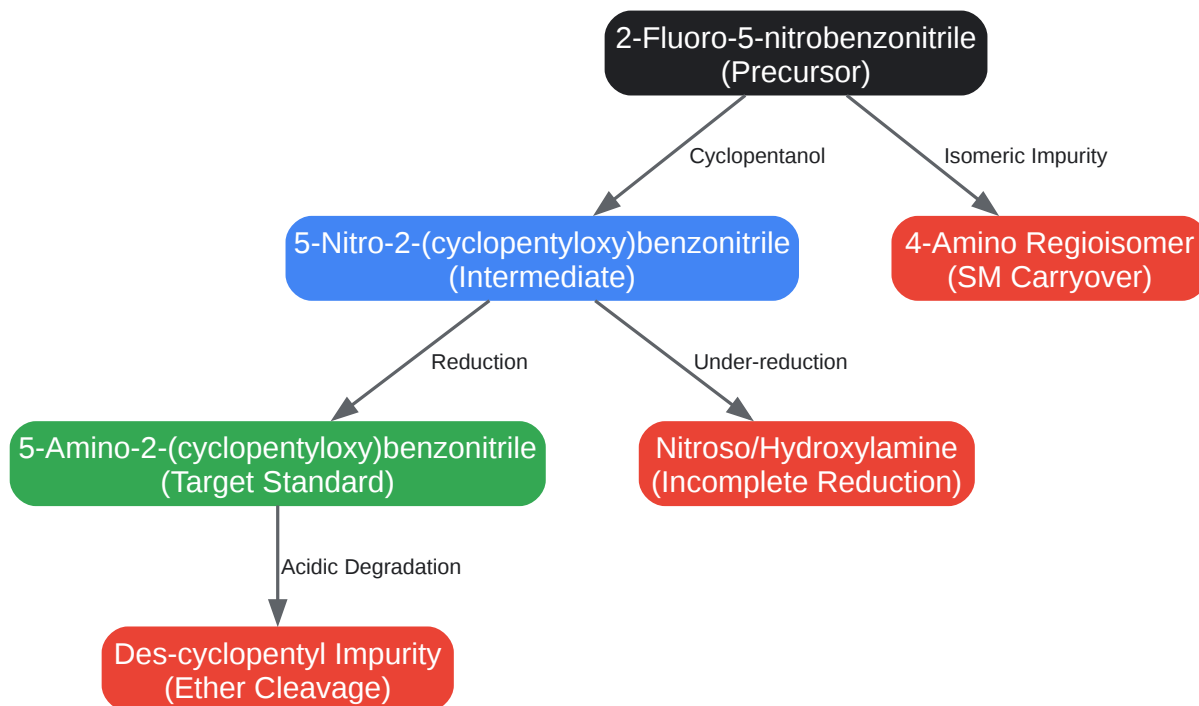 2-Fluoro-5-nitrobenzonitrile
(Precursor)
Cyclopentanol
Isomeric Impurity
5-Nitro-2-(cyclopentyloxy)benzonitrile
(Intermediate)
4-Amino Regioisomer
(SM Carryover)
Reduction
Under-reduction
5-Amino-2-(cyclopentyloxy)benzonitrile
(Target Standard)
Nitroso/Hydroxylamine
(Incomplete Reduction)
Acidic Degradation
Des-cyclopentyl Impurity
(Ether Cleavage)